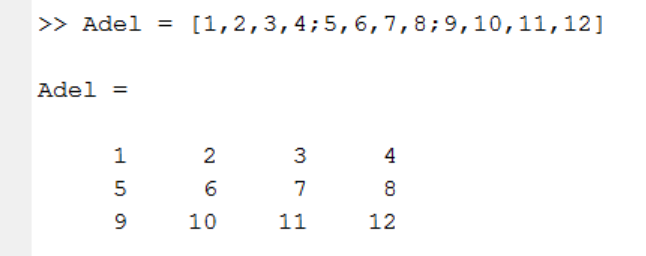 >> Adel = [1,2,3,4;5,6,7,8;9,10,11,12]
Adel =
1 2 3 4
5 6 7 8
9 10 11 12